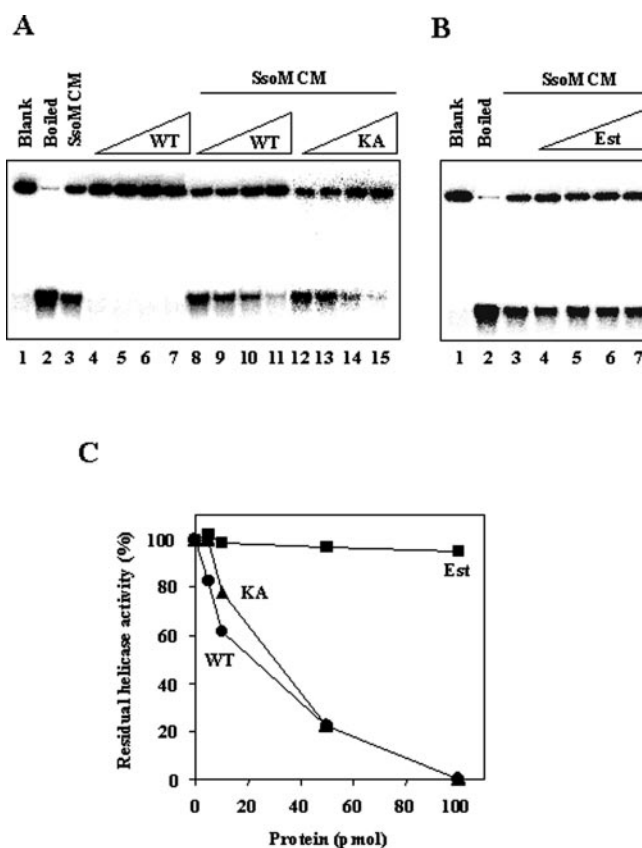 A
B
SsoMCM
SsoMCM
Blank
Boiled
SsoMCM
WT
WT
KA
Blank
Boiled
Est
1 2 3 4 5 6 7 8 9 10 11 12 13 14 15
1 2 3 4 5 6 7
C
Residual helicase activity (%)
100
80
60
40
20
0
Est
KA
WT
0 20 40 60 80 100
Protein (pmol)